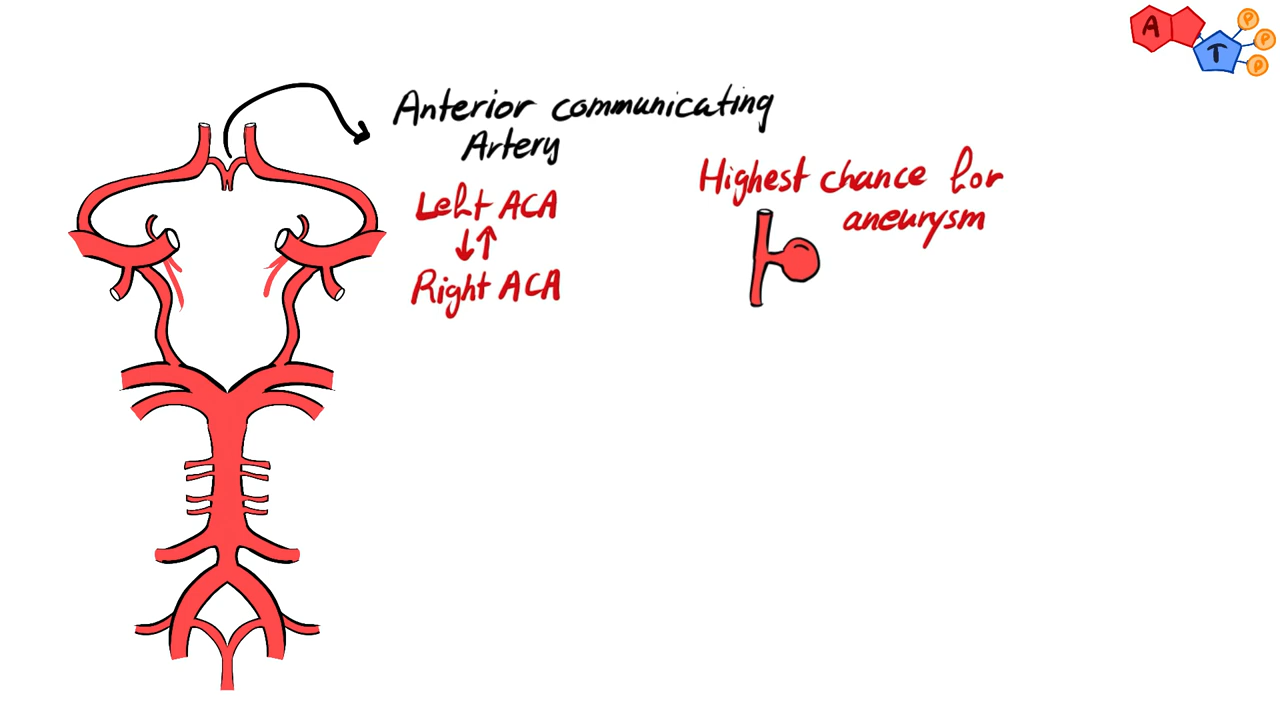 Anterior communicating
Artery
Left ACA
Right ACA
Highest chance for
aneurysm
A
T
P
P
P